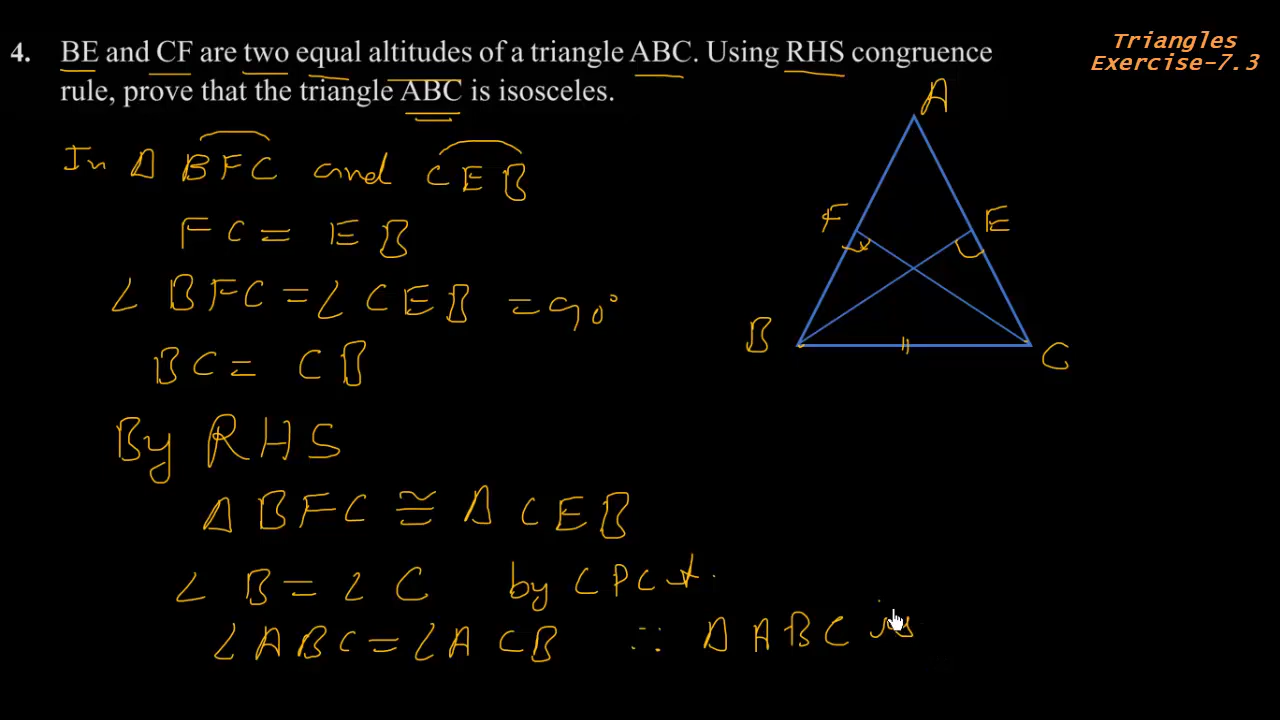 4. BE and CF are two equal altitudes of a triangle ABC. Using RHS congruence
rule, prove that the triangle ABC is isosceles.
Triangles
Exercise-7.3
In Δ BFC and CEB
FC = EB
∠ BFC = ∠ CEB = 90°
BC = CB
By RHS
Δ BFC ≅ Δ CEB
∠ B = ∠ C by CPCT.
∠ABC = ∠ACB ∴ Δ ABC is
A
F
E
B
C